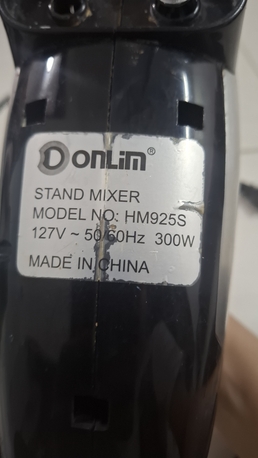 DONLIM®
STAND MIXER
MODEL NO: HM925S
127V ~ 50/60Hz 300W
MADE IN CHINA